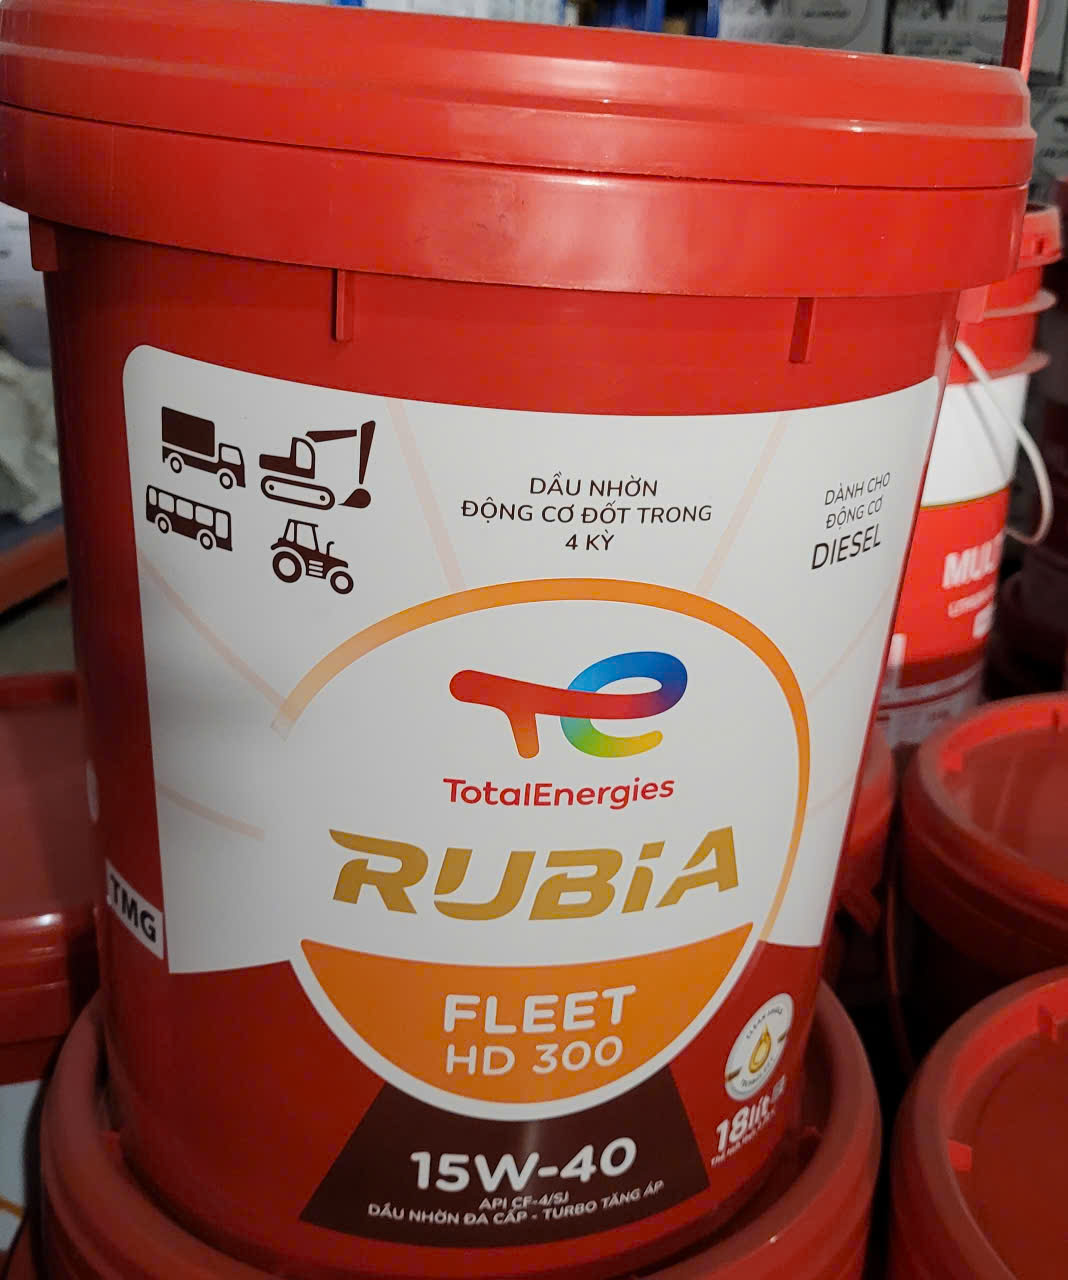 DẦU NHỜN
ĐỘNG CƠ ĐỐT TRONG
4 KỲ
DÀNH CHO
ĐỘNG CƠ
DIESEL
TotalEnergies
RUBiA
FLEET
HD 300
TMG
18lít
15W-40
API CF-4/SJ
DẦU NHỜN ĐA CẤP - TURBO TĂNG ÁP